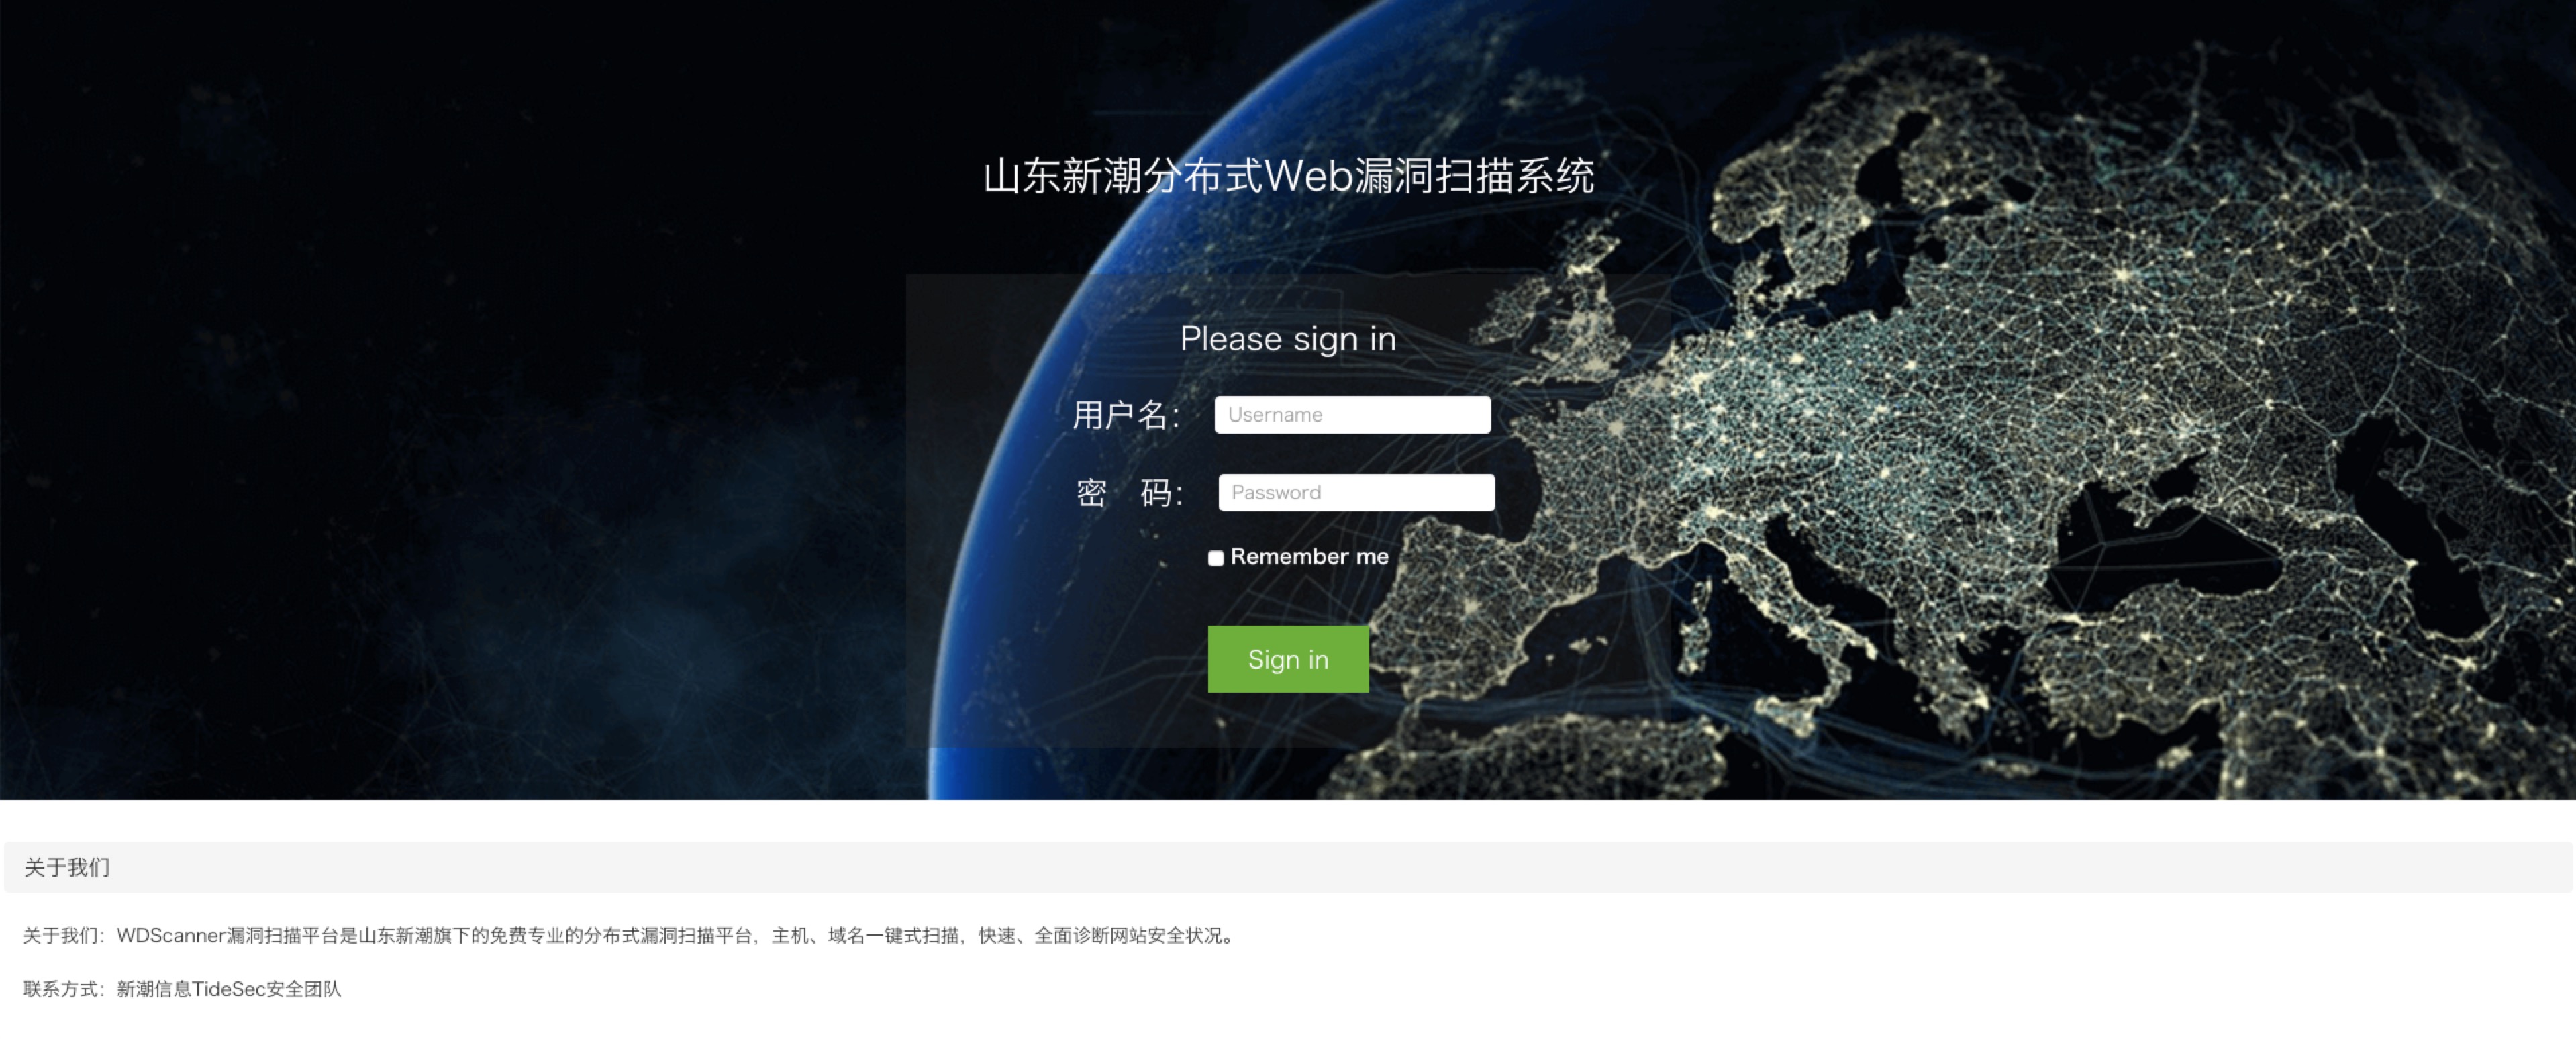 山东新潮分布式Web漏洞扫描系统
Please sign in
用户名： Username
密 码： Password
Remember me
Sign in
关于我们
关于我们：WDScanner漏洞扫描平台是山东新潮旗下的免费专业的分布式漏洞扫描平台，主机、域名一键式扫描，快速、全面诊断网站安全状况。
联系方式：新潮信息TideSec安全团队